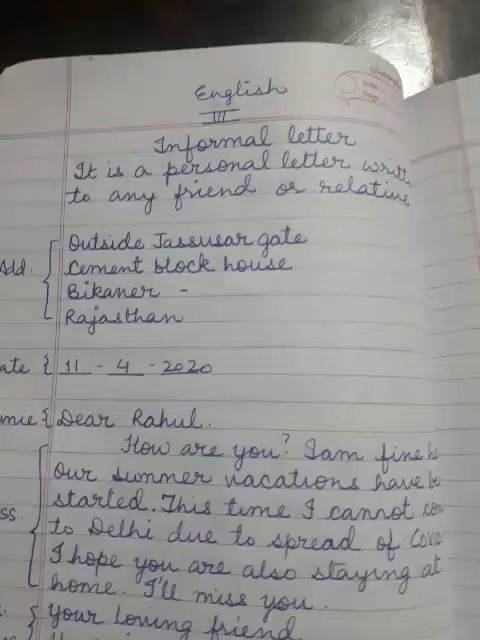 English
III
Informal letter
It is a personal letter
to any friend or relative
Add.
Outside Jassusar gate
Cement block house
Bikaner -
Rajasthan
11 - 4 - 2020
Dear Rahul.
How are you? I am fine
Our summer vacations have
started. This time I cannot
to Delhi due to spread of
I hope you are also staying at
home. I'll miss you.
Your loving friend